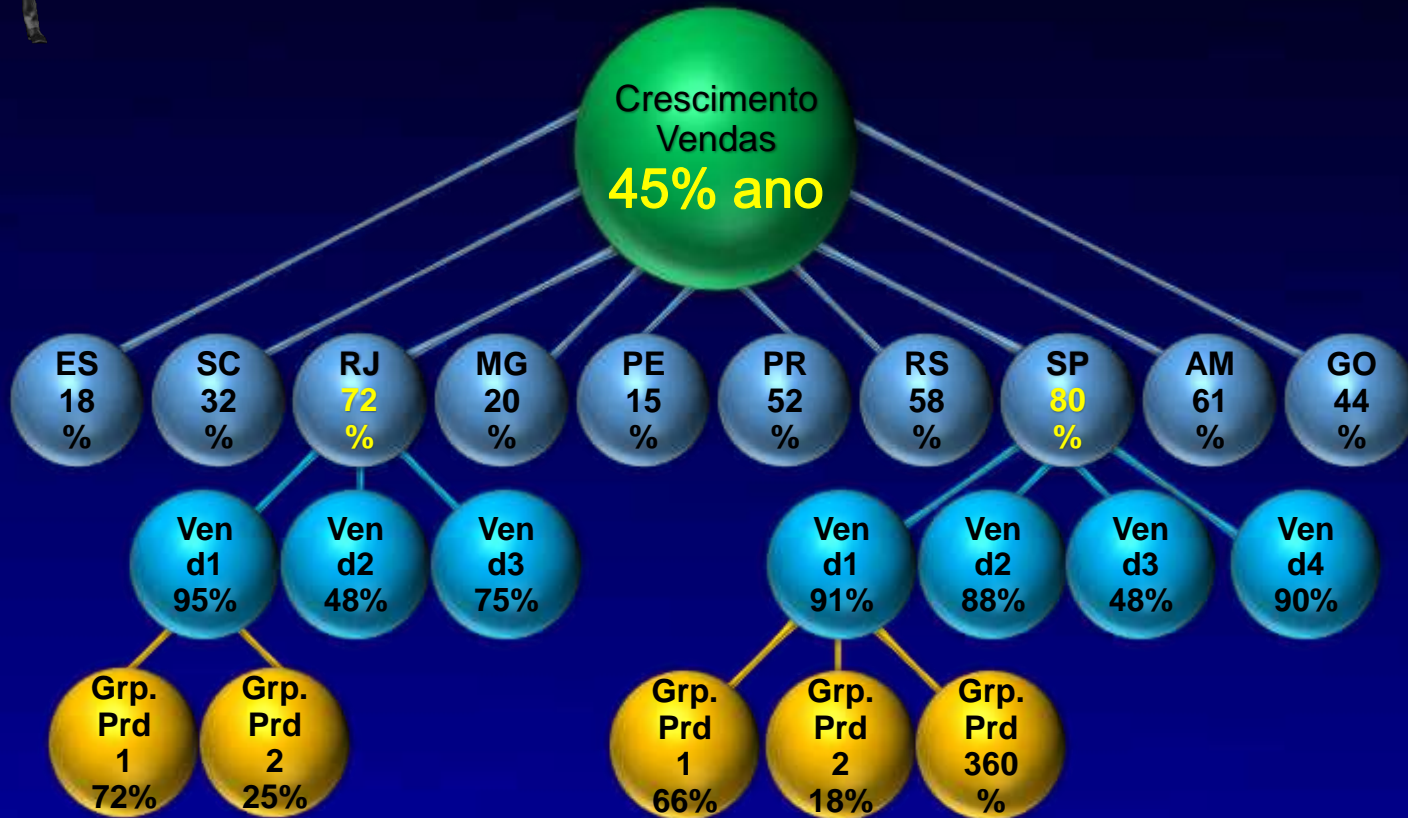 Crescimento
Vendas
45% ano
ES
18
%
SC
32
%
RJ
72
%
MG
20
%
PE
15
%
PR
52
%
RS
58
%
SP
80
%
AM
61
%
GO
44
%
Ven
d1
95%
Ven
d2
48%
Ven
d3
75%
Ven
d1
91%
Ven
d2
88%
Ven
d3
48%
Ven
d4
90%
Grp.
Prd
1
72%
Grp.
Prd
2
25%
Grp.
Prd
1
66%
Grp.
Prd
2
18%
Grp.
Prd
360
%